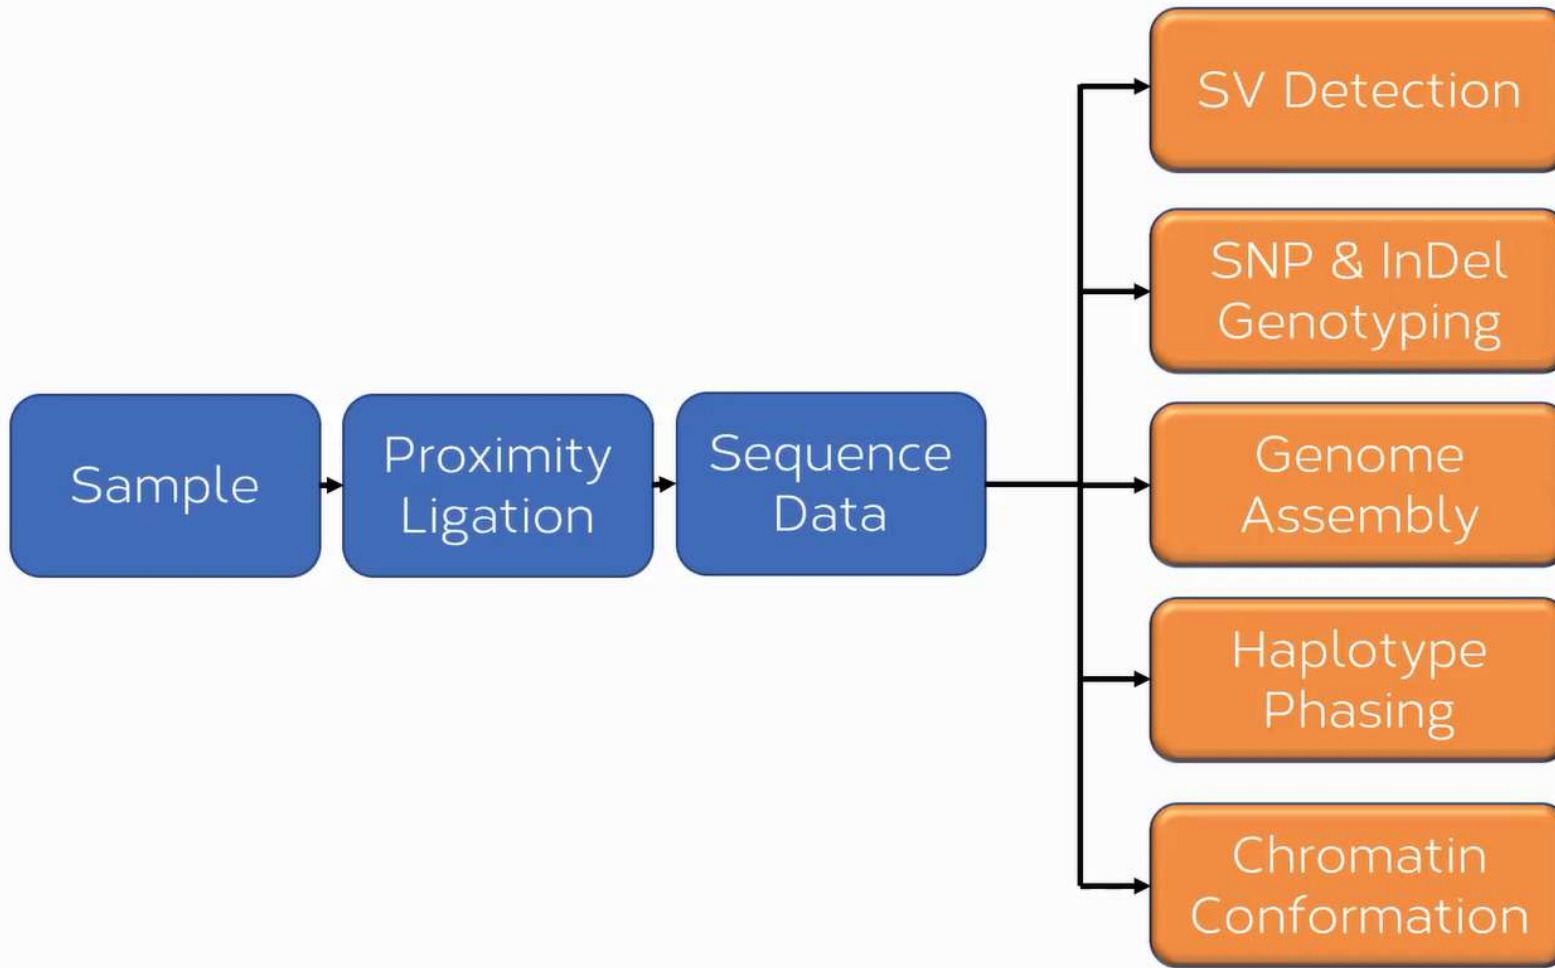 Sample
Proximity
Ligation
Sequence
Data
SV Detection
SNP & InDel
Genotyping
Genome
Assembly
Haplotype
Phasing
Chromatin
Conformation